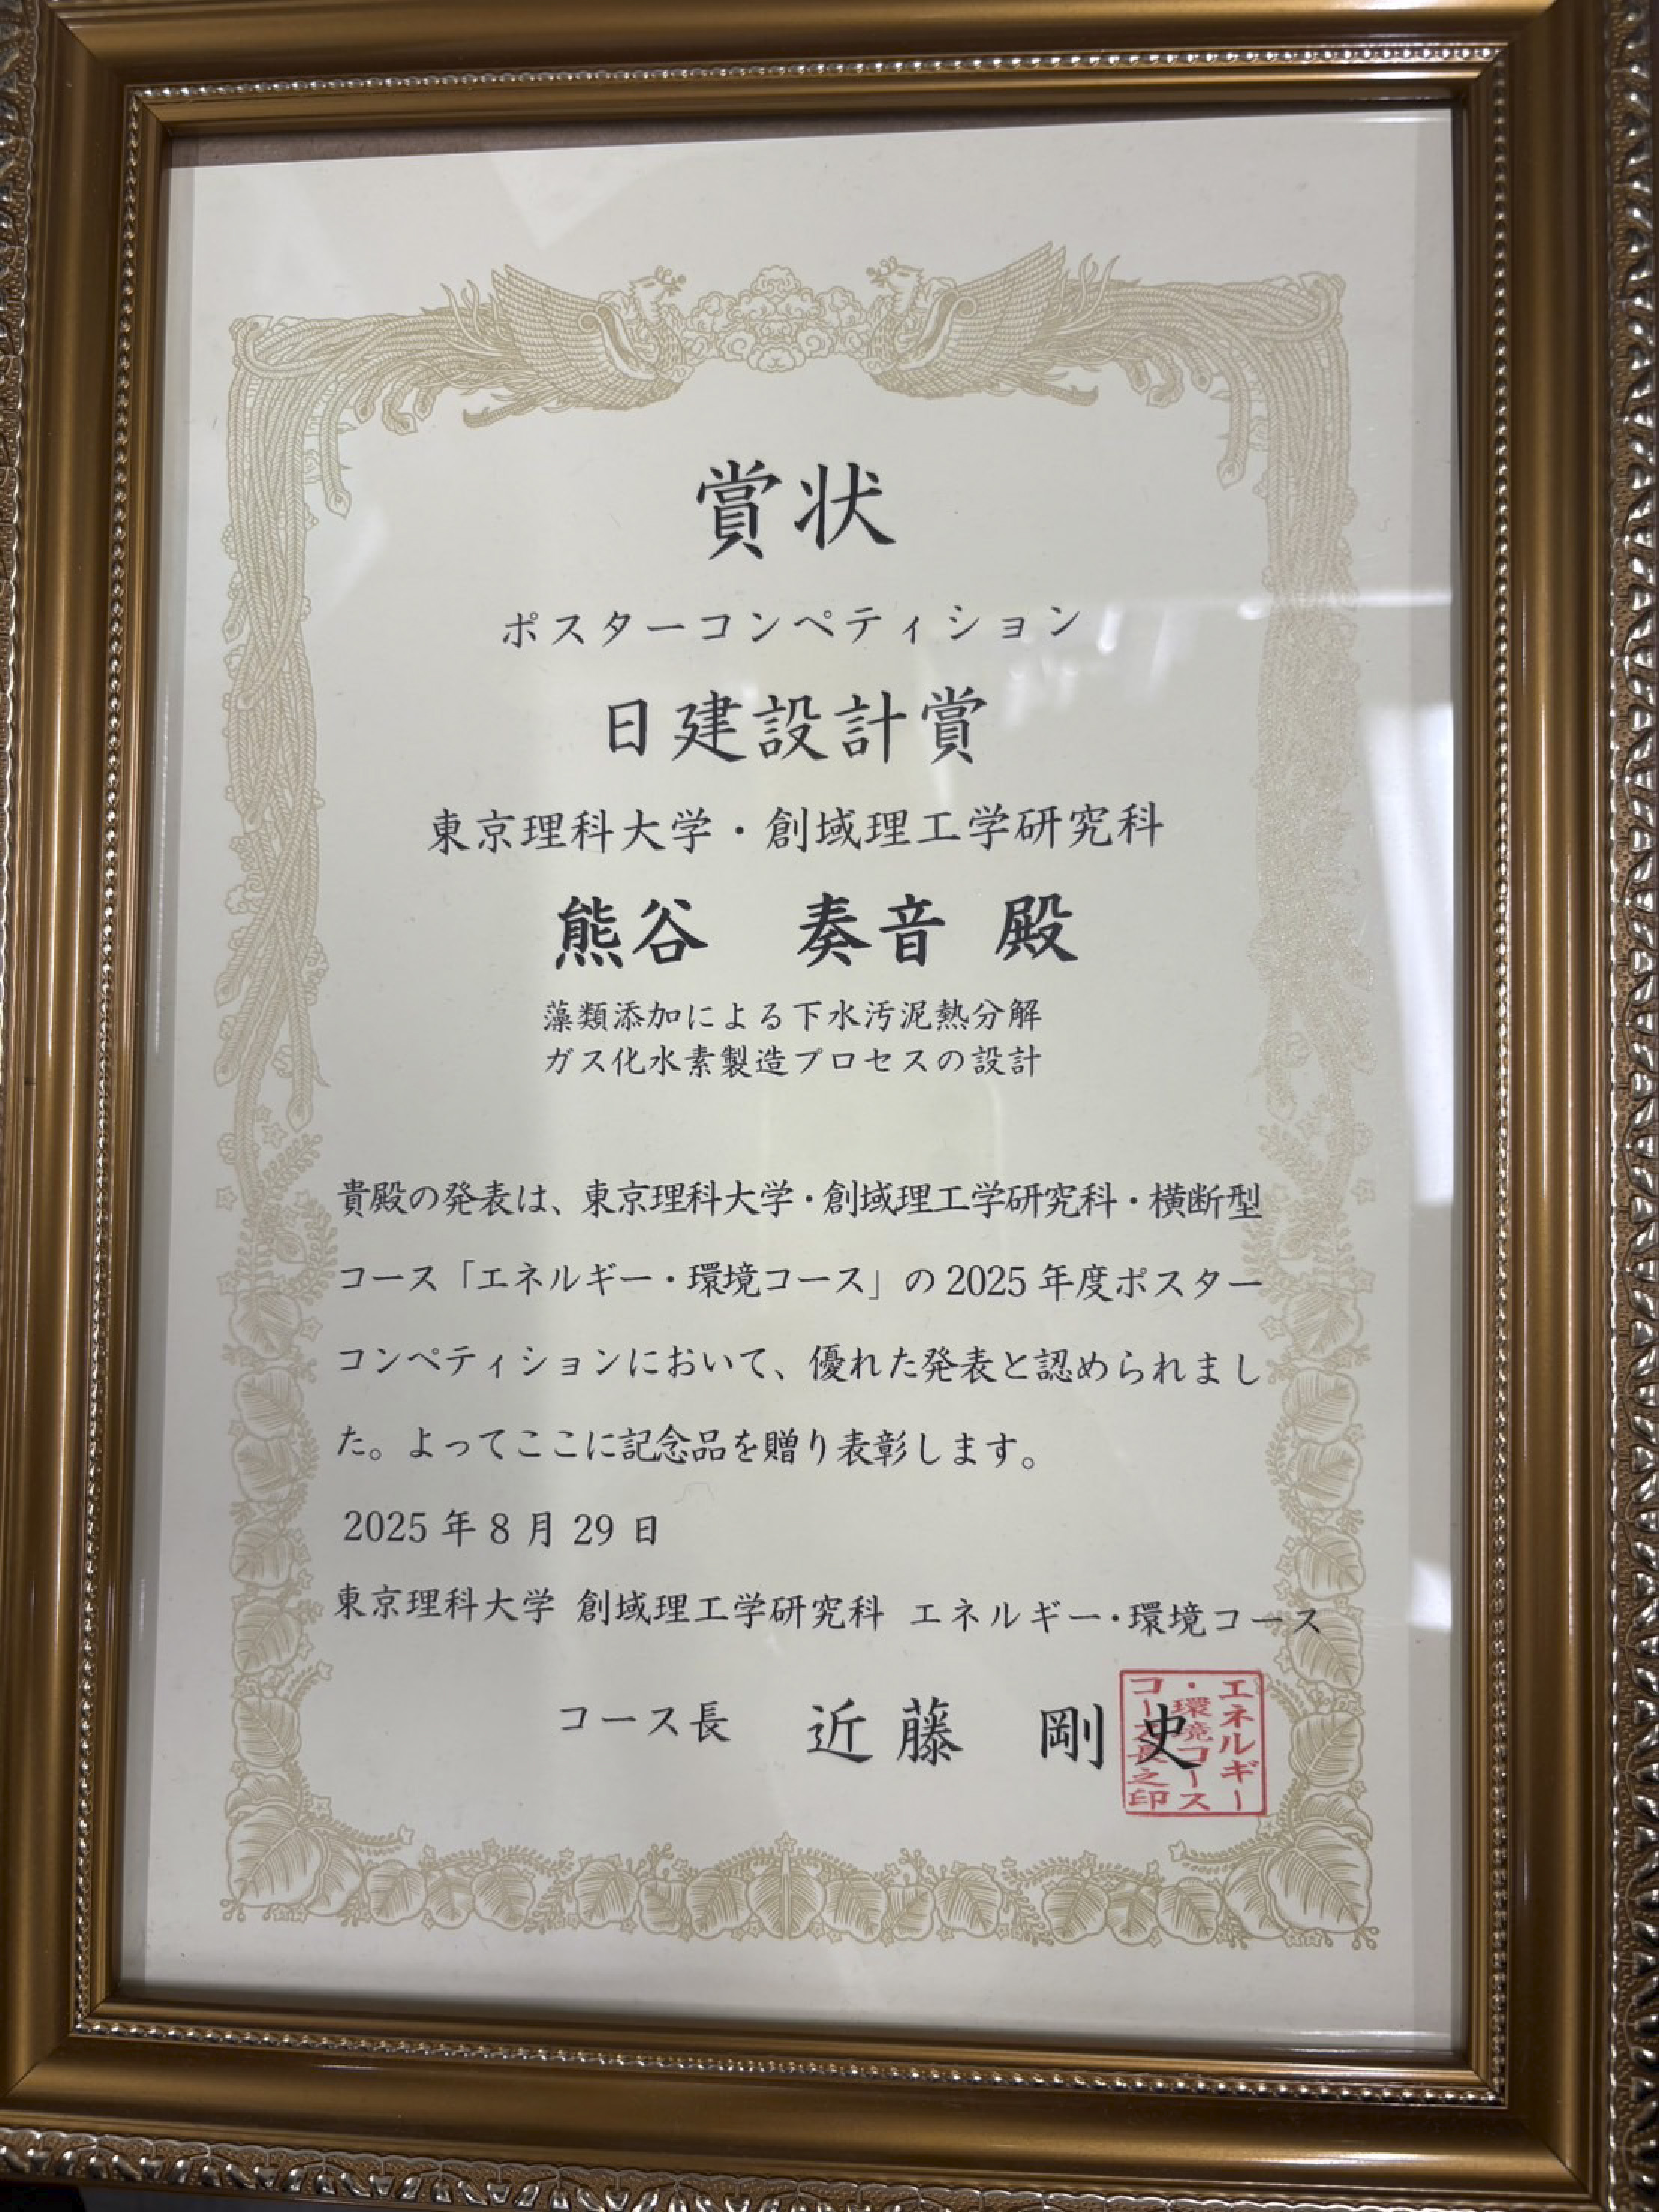 賞状
ポスターコンペティション
日建設計賞
東京理科大学・創域理工学研究科
熊谷　奏音 殿
藻類添加による下水汚泥熱分解
ガス化水素製造プロセスの設計
貴殿の発表は、東京理科大学・創域理工学研究科・横断型
コース「エネルギー・環境コース」の2025年度ポスター
コンペティションにおいて、優れた発表と認められまし
た。よってここに記念品を贈り表彰します。
2025年8月29日
東京理科大学 創域理工学研究科 エネルギー・環境コース
コース長　近藤　剛史
エネルギー
・環境コース
コース長之印